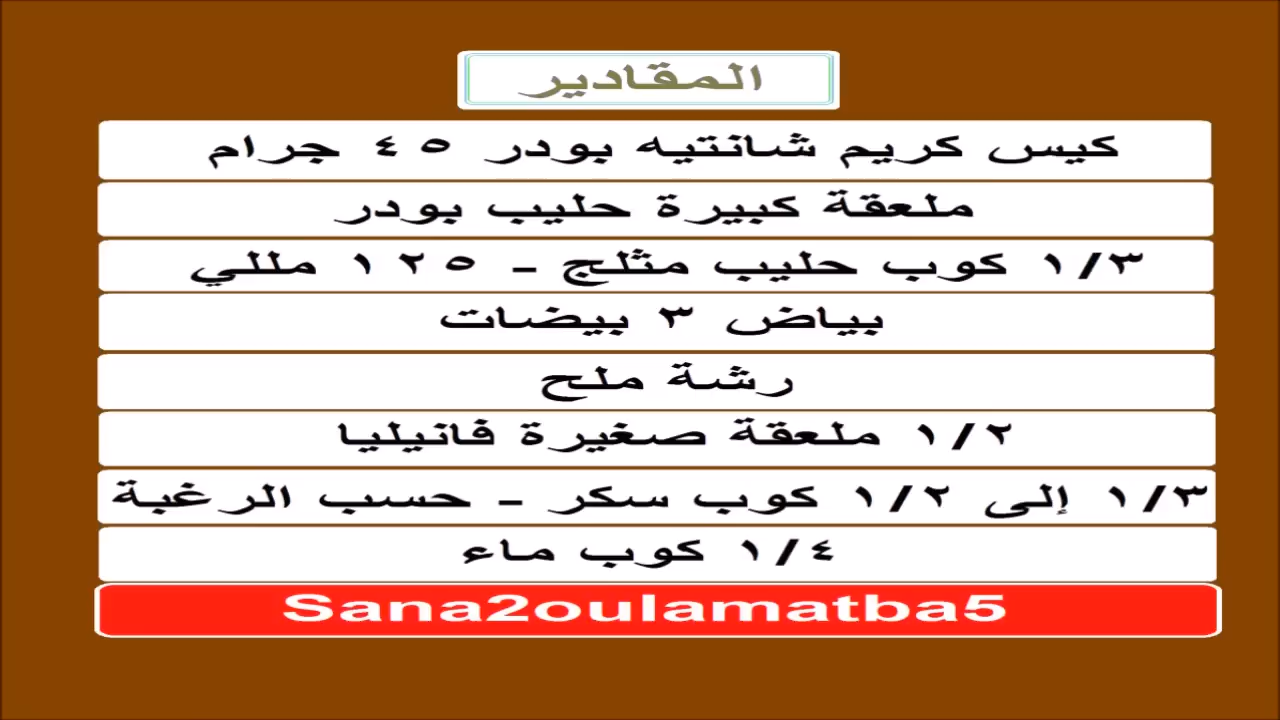 المقادير
كيس كريم شانتيه بودر ٤٥ جرام
ملعقة كبيرة حليب بودر
١/٣ كوب حليب مثلج - ١٢٥ مللي
بياض ٣ بيضات
رشة ملح
١/٢ ملعقة صغيرة فانيليا
١/٣ إلى ١/٢ كوب سكر - حسب الرغبة
١/٤ كوب ماء
Sana2oulamatba5